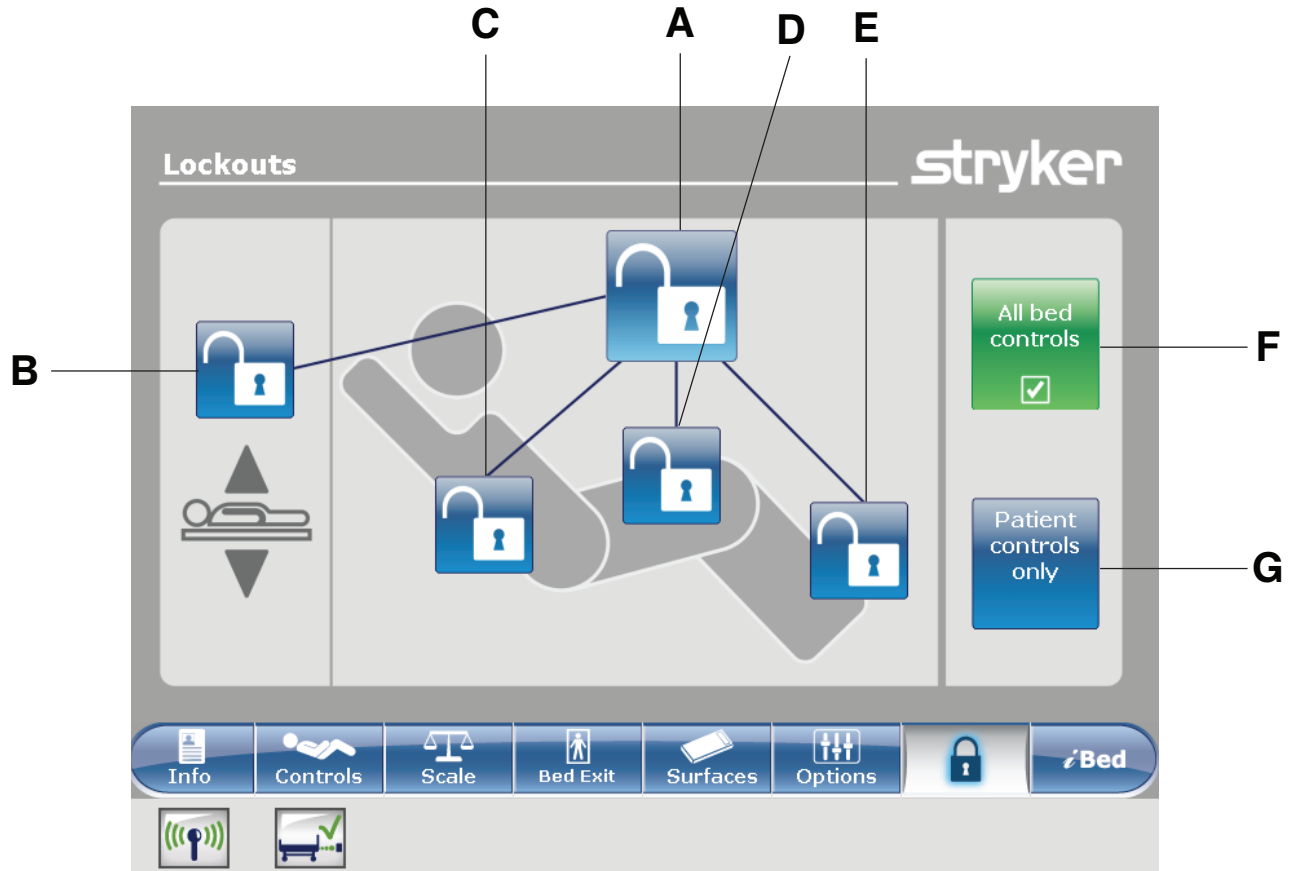 C
A
D
E
Lockouts
stryker
B
All bed
controls
F
Patient
controls
only
G
Info
Controls
Scale
Bed Exit
Surfaces
Options
iBed